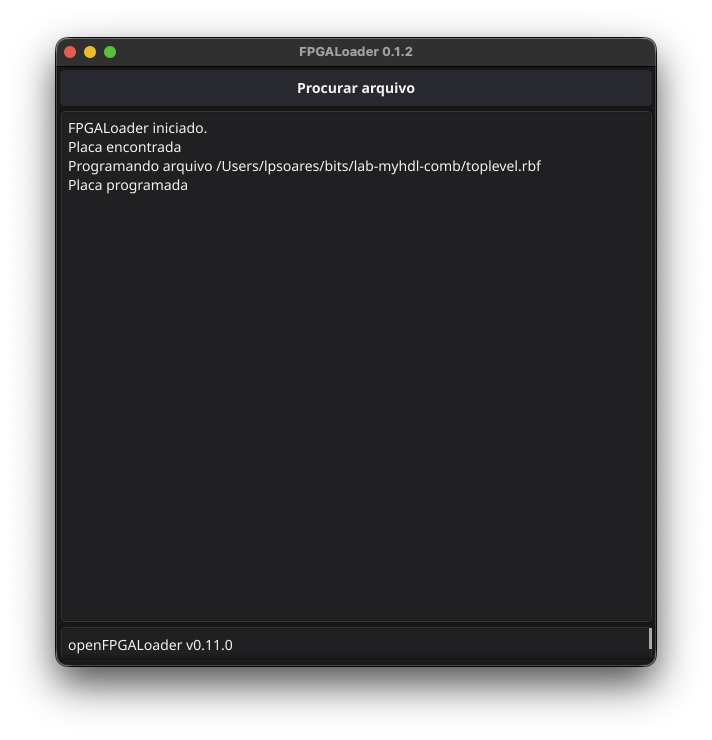 FPGALoader 0.1.2
Procurar arquivo
FPGALoader iniciado.
Placa encontrada
Programando arquivo /Users/lpsoares/bits/lab-myhdl-comb/toplevel.rbf
Placa programada
openFPGALoader v0.11.0